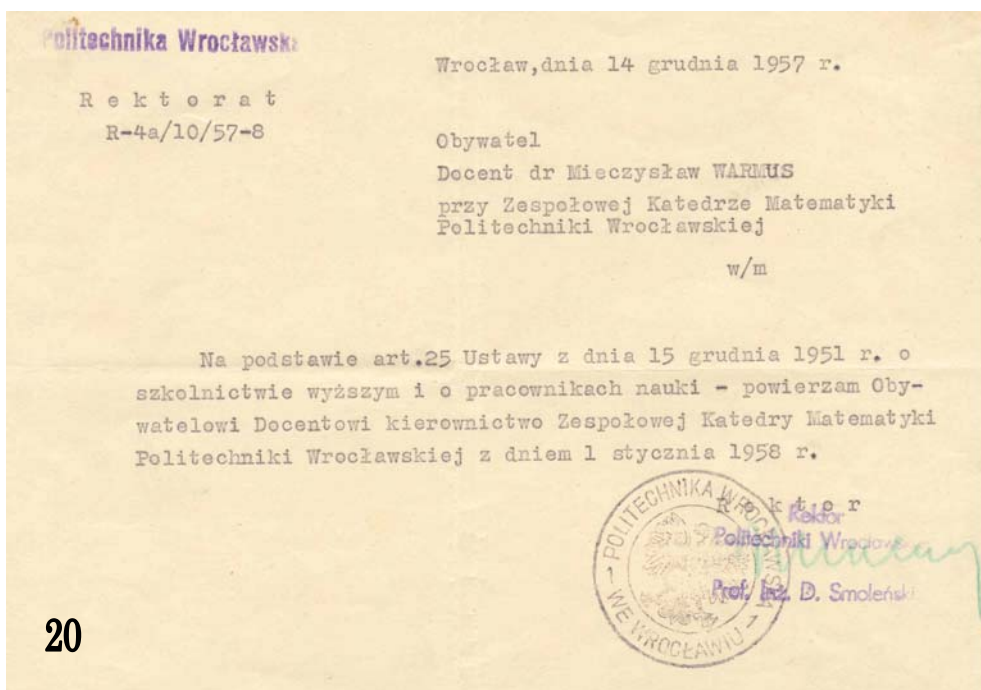 Politechnika Wrocławska
Wrocław,dnia 14 grudnia 1957 r.
R e k t o r a t
R-4a/10/57-8
Obywatel
Docent dr Mieczysław WARMUS
przy Zespołowej Katedrze Matematyki
Politechniki Wrocławskiej
w/m
Na podstawie art.25 Ustawy z dnia 15 grudnia 1951 r. o
szkolnictwie wyższym i o pracownikach nauki - powierzam Oby-
watelowi Docentowi kierownictwo Zespołowej Katedry Matematyki
Politechniki Wrocławskiej z dniem 1 stycznia 1958 r.
R e k t o r
Rektor
Politechniki Wrocławskiej
Prof. Inż. D. Smoleński
POLITECHNIKA WROCŁAWSKA
WE WROCŁAWIU
20